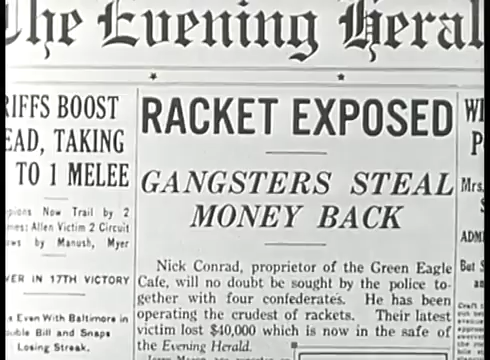 The Evening Heral
RIFFS BOOST
EAD, TAKING
TO 1 MELEE
Now Trail by 2
Allen Victim 2 Circuit
by Manush, Myer
VER IN 17TH VICTORY
Even With Baltimore in
Bill and Snaps
Losing Streak.
RACKET EXPOSED
GANGSTERS STEAL
MONEY BACK
Nick Conrad, proprietor of the Green Eagle
Cafe, will no doubt be sought by the police to-
gether with four confederates. He has been
operating the crudest of rackets. Their latest
victim lost $40,000 which is now in the safe of
the Evening Herald.
WI
P
Mrs.
S
ADMI
But S